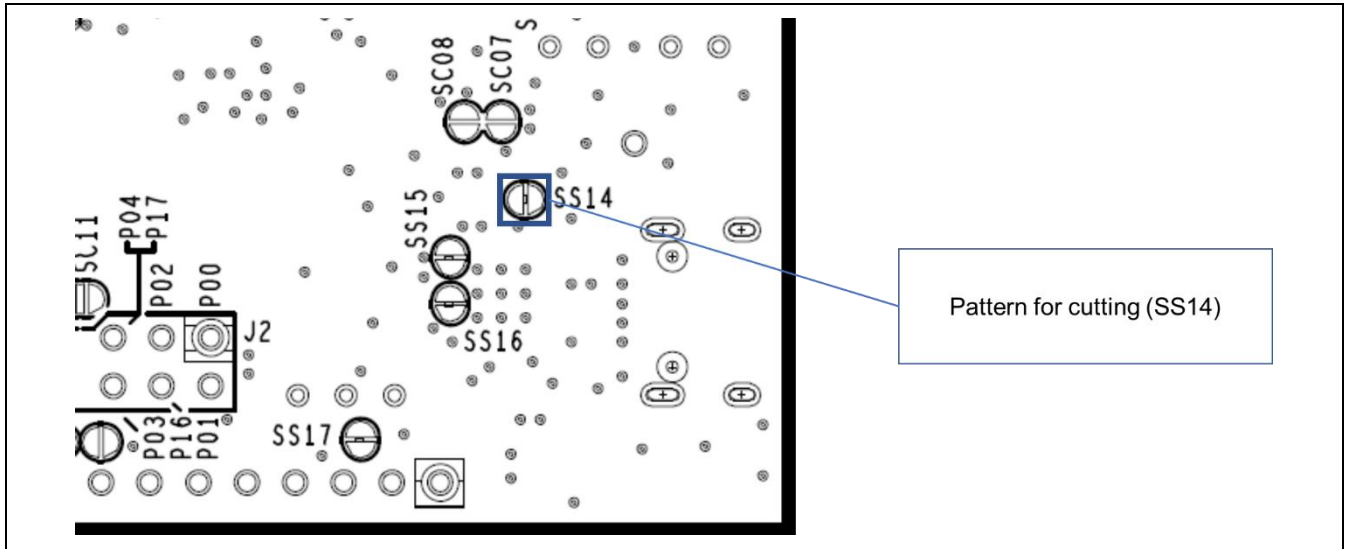 SC08
SC07
SS14
SS15
P04
P17
SC11
P02
P00
J2
SS16
Pattern for cutting (SS14)
P03
P16
P01
SS17